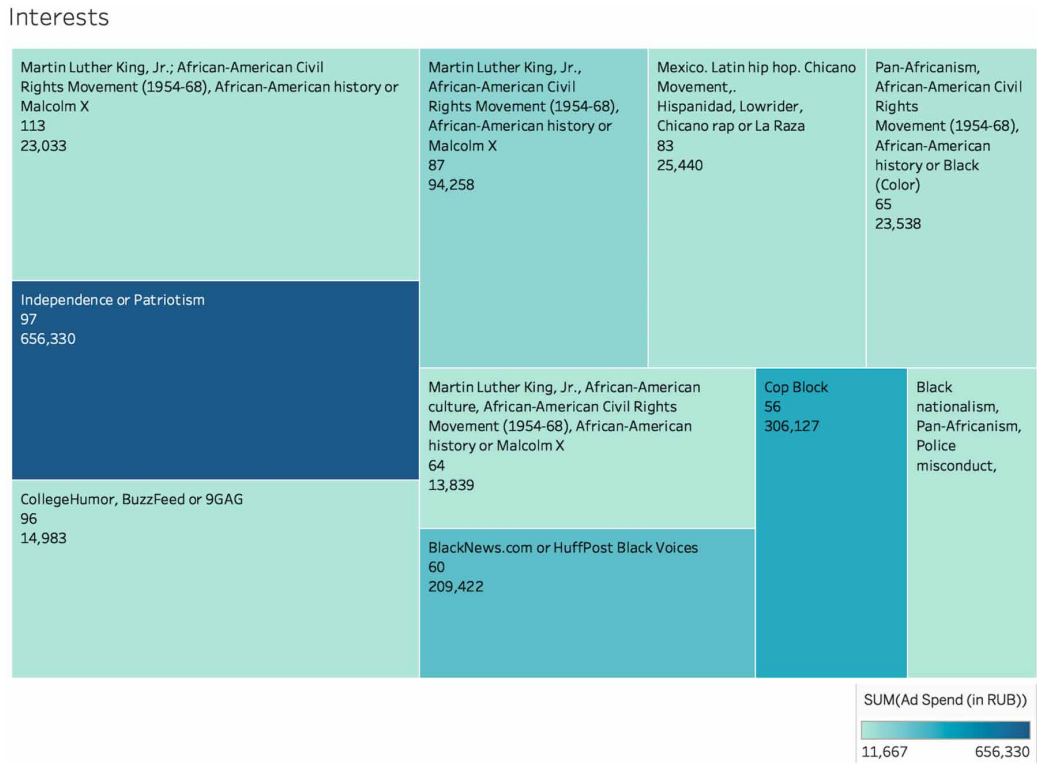 Interests
Martin Luther King, Jr.; African-American Civil
Rights Movement (1954-68), African-American history or
Malcolm X
113
23,033
Independence or Patriotism
97
656,330
CollegeHumor, BuzzFeed or 9GAG
96
14,983
Martin Luther King, Jr.,
African-American Civil
Rights Movement (1954-68),
African-American history or
Malcolm X
87
94,258
Mexico. Latin hip hop. Chicano
Movement,.
Hispanidad, Lowrider,
Chicano rap or La Raza
83
25,440
Pan-Africanism,
African-American Civil
Rights
Movement (1954-68),
African-American
history or Black
(Color)
65
23,538
Martin Luther King, Jr., African-American
culture, African-American Civil Rights
Movement (1954-68), African-American
history or Malcolm X
64
13,839
BlackNews.com or HuffPost Black Voices
60
209,422
Cop Block
56
306,127
Black
nationalism,
Pan-Africanism,
Police
misconduct,
SUM(Ad Spend (in RUB))
11,667
656,330